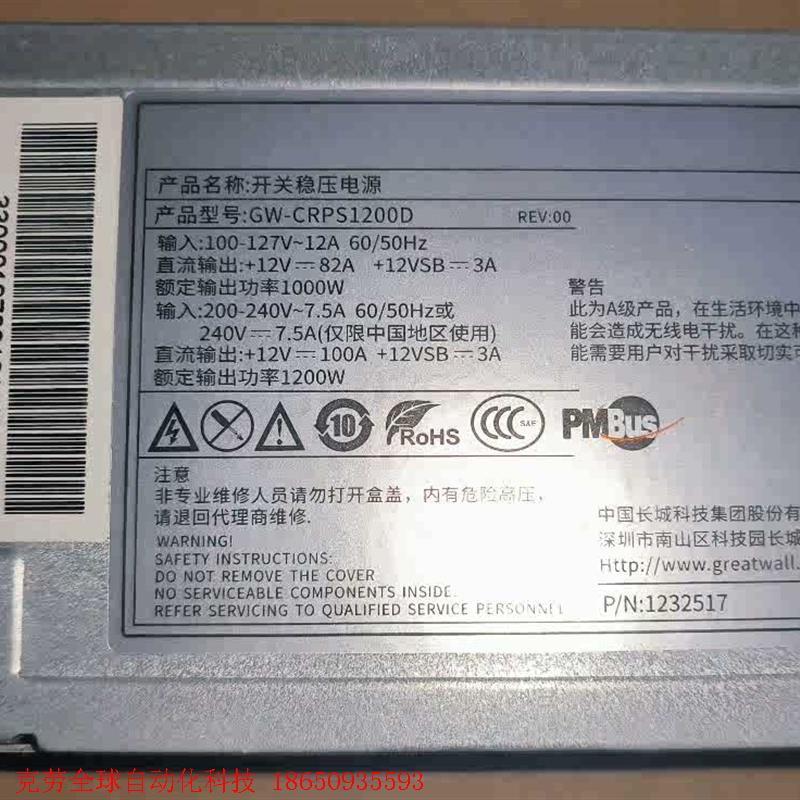 产品名称:开关稳压电源
产品型号:GW-CRPS1200D REV:00
输入:100-127V~12A 60/50Hz
直流输出:+12V⎓82A +12VSB⎓3A
额定输出功率1000W
输入:200-240V~7.5A 60/50Hz或
240V⎓7.5A(仅限中国地区使用)
直流输出:+12V⎓100A +12VSB⎓3A
额定输出功率1200W
警告
此为A级产品，在生活环境中
能会造成无线电干扰。在这种
能需要用户对干扰采取切实可
10
RoHS
CCC S&E
PMBus
注意
非专业维修人员请勿打开盒盖，内有危险高压，
请退回代理商维修.
WARNING!
SAFETY INSTRUCTIONS:
DO NOT REMOVE THE COVER
NO SERVICEABLE COMPONENTS INSIDE.
REFER SERVICING TO QUALIFIED SERVICE PERSONNEL
中国长城科技集团股份有
深圳市南山区科技园长城
Http://www.greatwall.
P/N:1232517
克劳全球自动化科技 18650935593